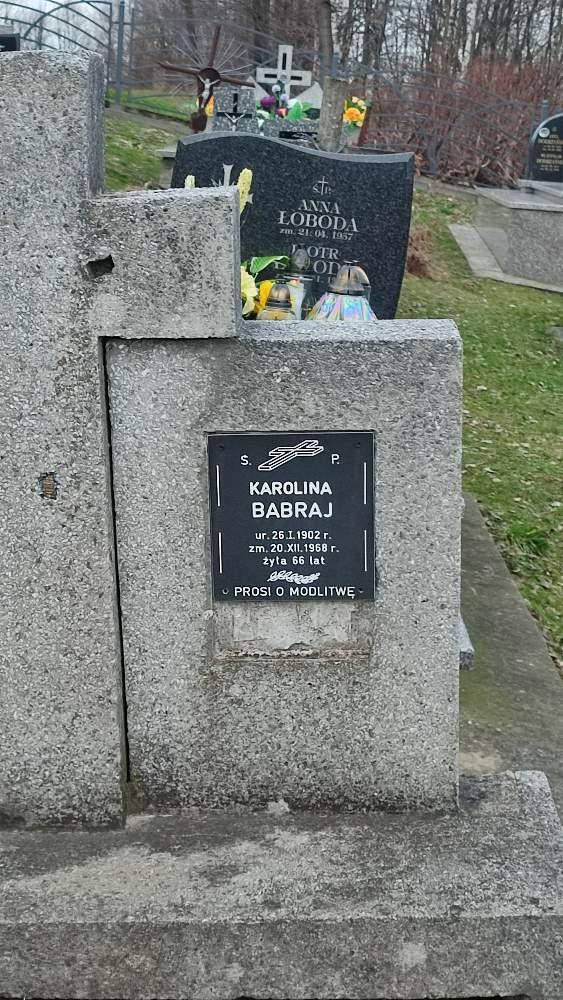 Ś. P.
KAROLINA
BABRAJ
ur. 26.I.1902 r.
zm. 20.XII.1968 r.
żyła 66 lat
PROSI O MODLITWĘ
Ś P.
ANNA
ŁOBODA
zm. 21. 04. 1957